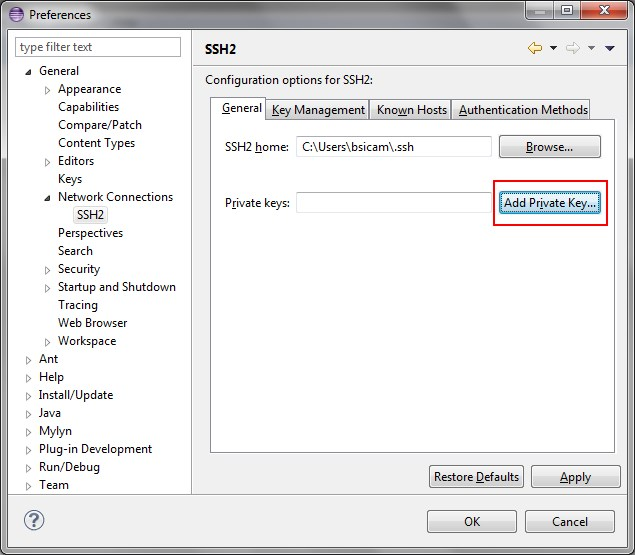 Preferences
type filter text
General
Appearance
Capabilities
Compare/Patch
Content Types
Editors
Keys
Network Connections
SSH2
Perspectives
Search
Security
Startup and Shutdown
Tracing
Web Browser
Workspace
Ant
Help
Install/Update
Java
Mylyn
Plug-in Development
Run/Debug
Team
SSH2
Configuration options for SSH2:
General Key Management Known Hosts Authentication Methods
SSH2 home: C:\Users\bsicam\.ssh Browse...
Private keys: Add Private Key...
Restore Defaults Apply
? OK Cancel